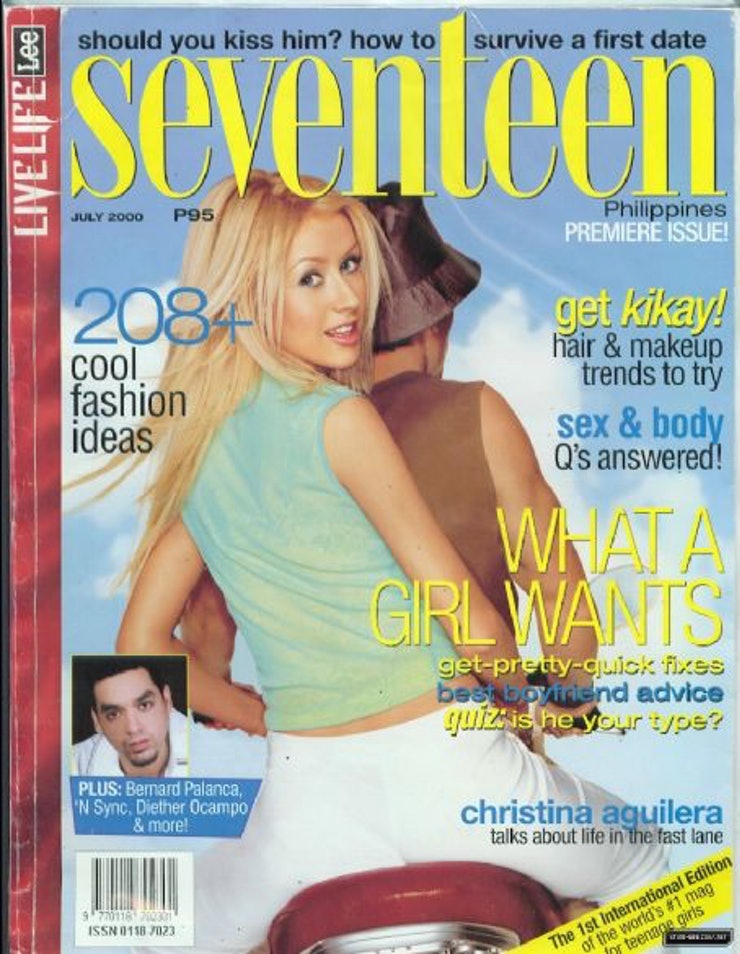 LIVE LIFE Lee
should you kiss him? how to survive a first date
seventeen
JULY 2000 P95
Philippines
PREMIERE ISSUE!
208+
cool
fashion
ideas
get kikay!
hair & makeup
trends to try
sex & body
Q's answered!
WHAT A
GIRL WANTS
get-pretty-quick fixes
best boyfriend advice
quiz: is he your type?
PLUS: Bernard Palanca,
'N Sync, Diether Ocampo
& more!
christina aguilera
talks about life in the fast lane
ISSN 0118 7023
The 1st International Edition
of the world's #1 mag
for teenage girls